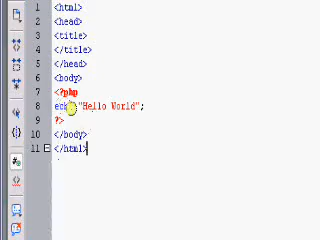 1 <html>
2 <head>
3 <title>
4 </title>
5 </head>
6 <body>
7 <?php
8 echo "Hello World";
9 ?>
10 </body>
11 </html>